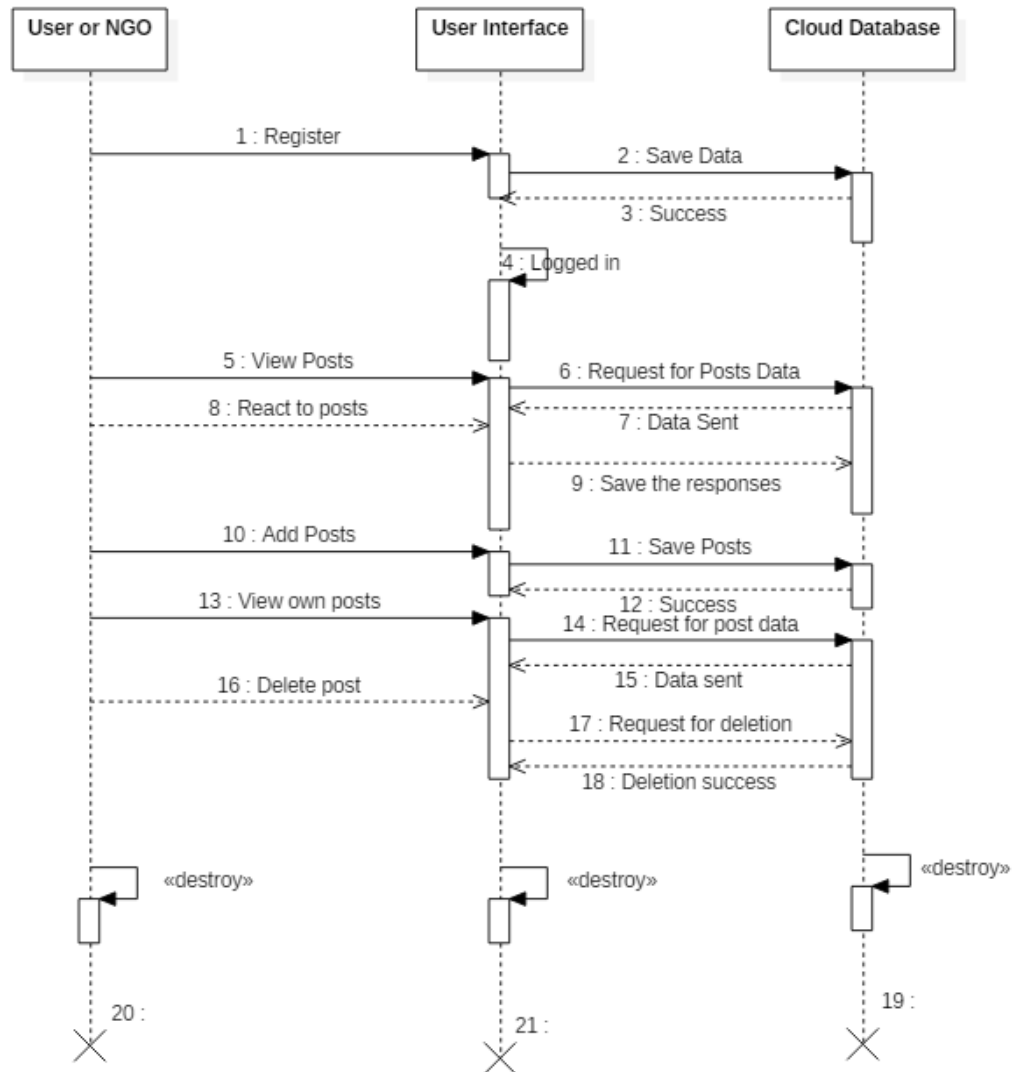 User or NGO
User Interface
Cloud Database
1 : Register
2 : Save Data
3 : Success
4 : Logged in
5 : View Posts
6 : Request for Posts Data
8 : React to posts
7 : Data Sent
9 : Save the responses
10 : Add Posts
11 : Save Posts
13 : View own posts
12 : Success
14 : Request for post data
15 : Data sent
16 : Delete post
17 : Request for deletion
18 : Deletion success
«destroy»
«destroy»
«destroy»
20 :
21 :
19 :